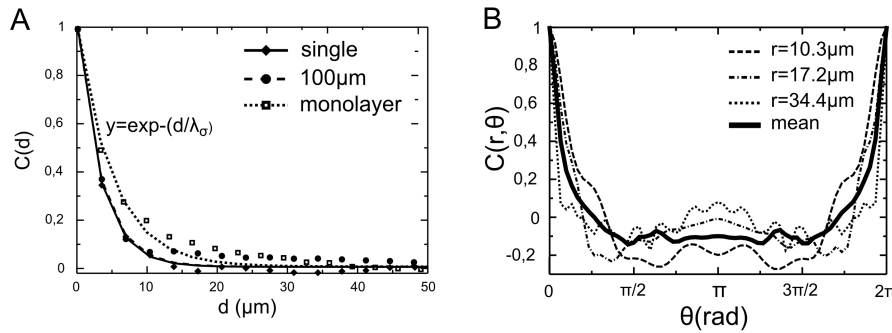 A
1
0,8
0,6
0,4
0,2
0
C(d)
single
100µm
monolayer
y=exp-(d/λσ)
0
10
20
30
40
50
d (µm)
B
1
0,8
0,6
0,4
0,2
0
-0,2
C(r,θ)
r=10.3µm
r=17.2µm
r=34.4µm
mean
0
π/2
π
3π/2
2π
θ(rad)